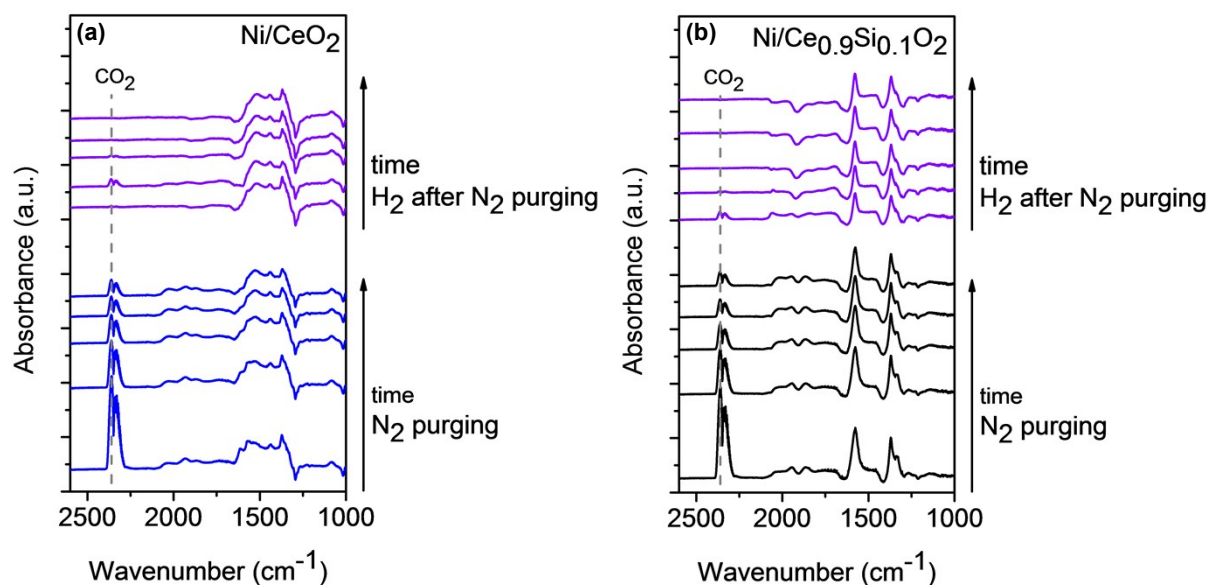 (a)
Ni/CeO2
CO2
time
H2 after N2 purging
time
N2 purging
Absorbance (a.u.)
2500
2000
1500
1000
Wavenumber (cm-1)
(b)
Ni/Ce0.9Si0.1O2
CO2
time
H2 after N2 purging
time
N2 purging
Absorbance (a.u.)
2500
2000
1500
1000
Wavenumber (cm-1)